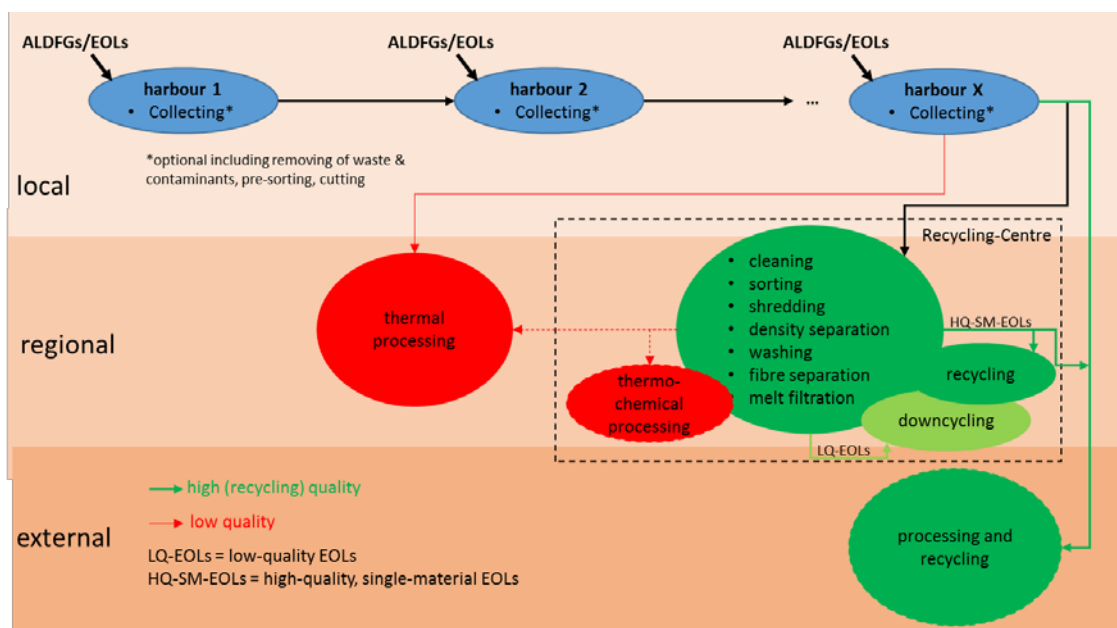 ALDFGs/EOLs
ALDFGs/EOLs
ALDFGs/EOLs
harbour 1
• Collecting*
harbour 2
• Collecting*
...
harbour X
• Collecting*
*optional including removing of waste &
contaminants, pre-sorting, cutting
local
Recycling-Centre
• cleaning
• sorting
• shredding
• density separation
• washing
• fibre separation
• melt filtration
thermal
processing
regional
HQ-SM-EOLs
recycling
thermo-
chemical
processing
downcycling
LQ-EOLs
high (recycling) quality
low quality
external
LQ-EOLs = low-quality EOLs
HQ-SM-EOLs = high-quality, single-material EOLs
processing and
recycling